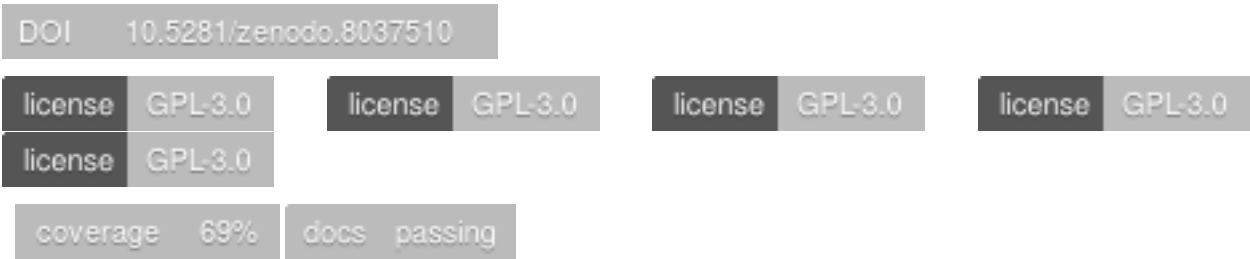 DOI 10.5281/zenodo.8037510
license GPL-3.0 license GPL-3.0 license GPL-3.0 license GPL-3.0
license GPL-3.0
coverage 69% docs passing